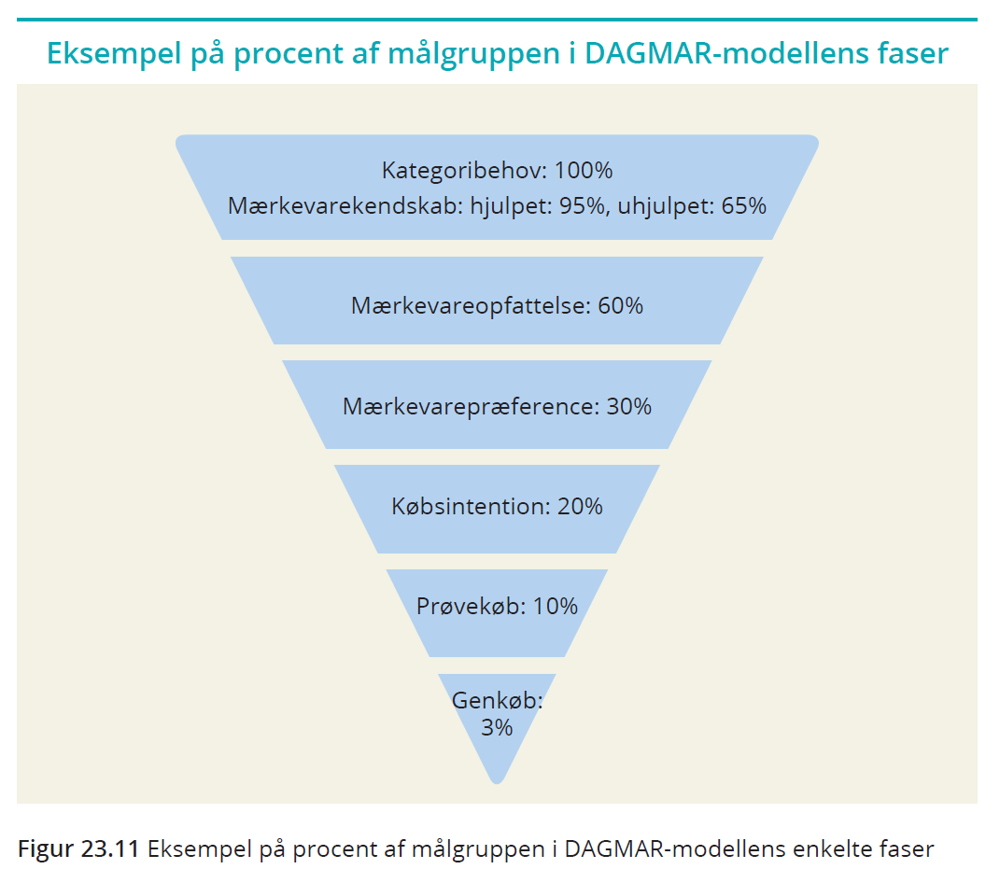 Eksempel på procent af målgruppen i DAGMAR-modellens faser
Kategoribehov: 100%
Mærkevarekendskab: hjulpet: 95%, uhjulpet: 65%
Mærkevareopfattelse: 60%
Mærkevarepræference: 30%
Købsintention: 20%
Prøvekøb: 10%
Genkøb:
3%
Figur 23.11 Eksempel på procent af målgruppen i DAGMAR-modellens enkelte faser